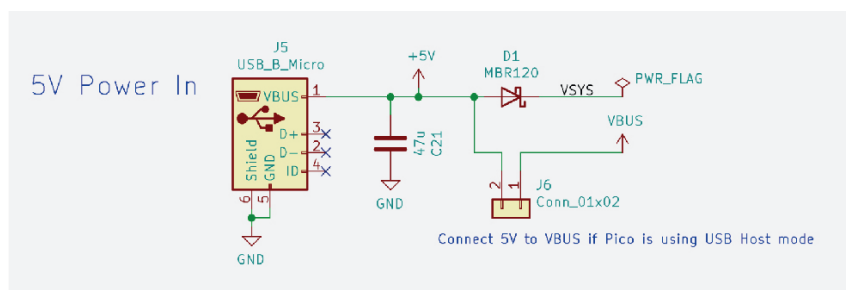 5V Power In
J5
USB_B_Micro
VBUS 1
D+ 3
D- 2
ID 4
Shield
GND
6
5
GND
+5V
47u
C21
GND
D1
MBR120
VSYS
PWR_FLAG
VBUS
2
1
J6
Conn_01x02
Connect 5V to VBUS if Pico is using USB Host mode